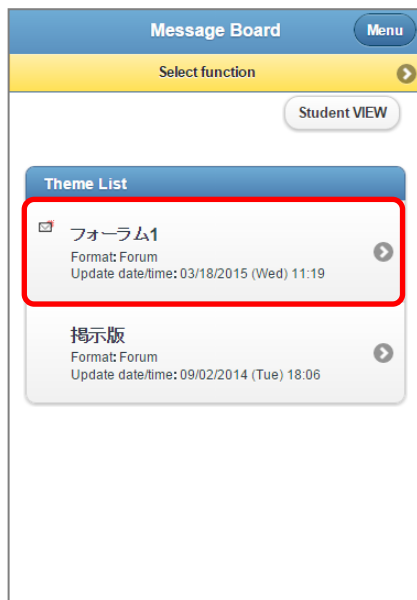 Message Board
Menu
Select function
Student VIEW
Theme List
フォーラム1
Format: Forum
Update date/time: 03/18/2015 (Wed) 11:19
掲示版
Format: Forum
Update date/time: 09/02/2014 (Tue) 18:06